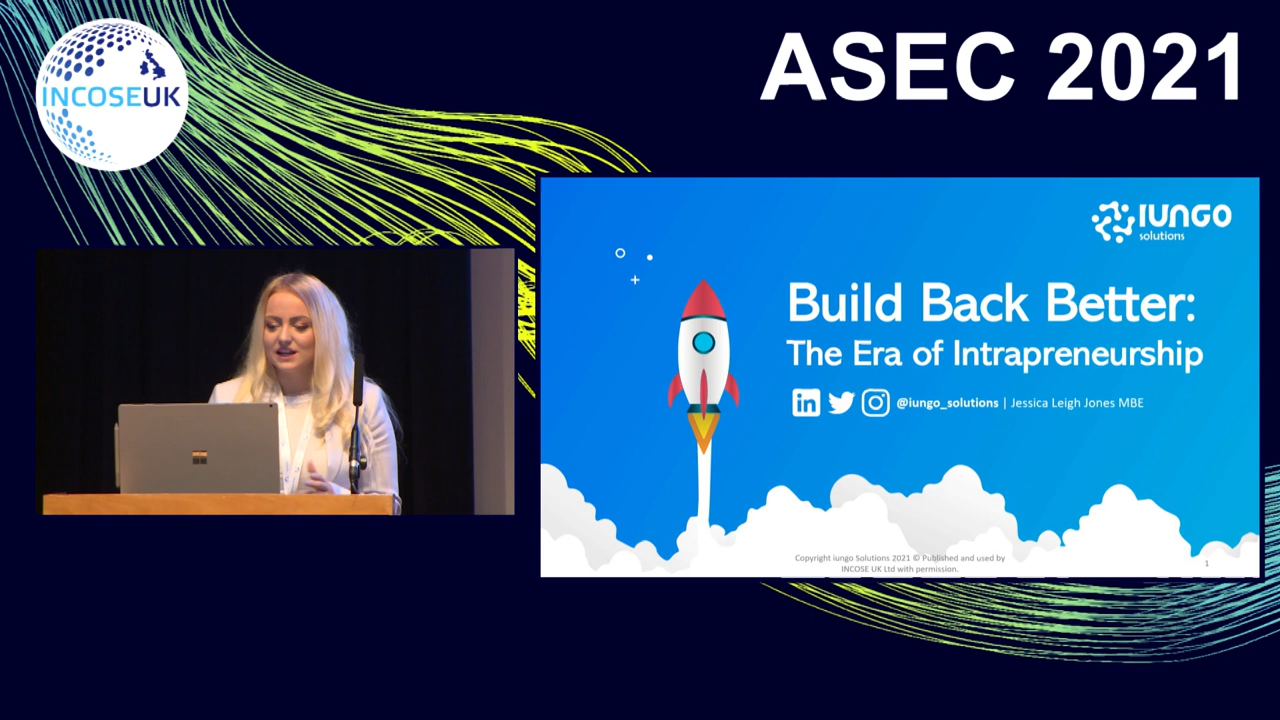 INCOSEUK
ASEC 2021
IUNGO
solutions
Build Back Better:
The Era of Intrapreneurship
in @iungo_solutions | Jessica Leigh Jones MBE
Copyright iungo Solutions 2021 © Published and used by
INCOSE UK Ltd with permission.
1